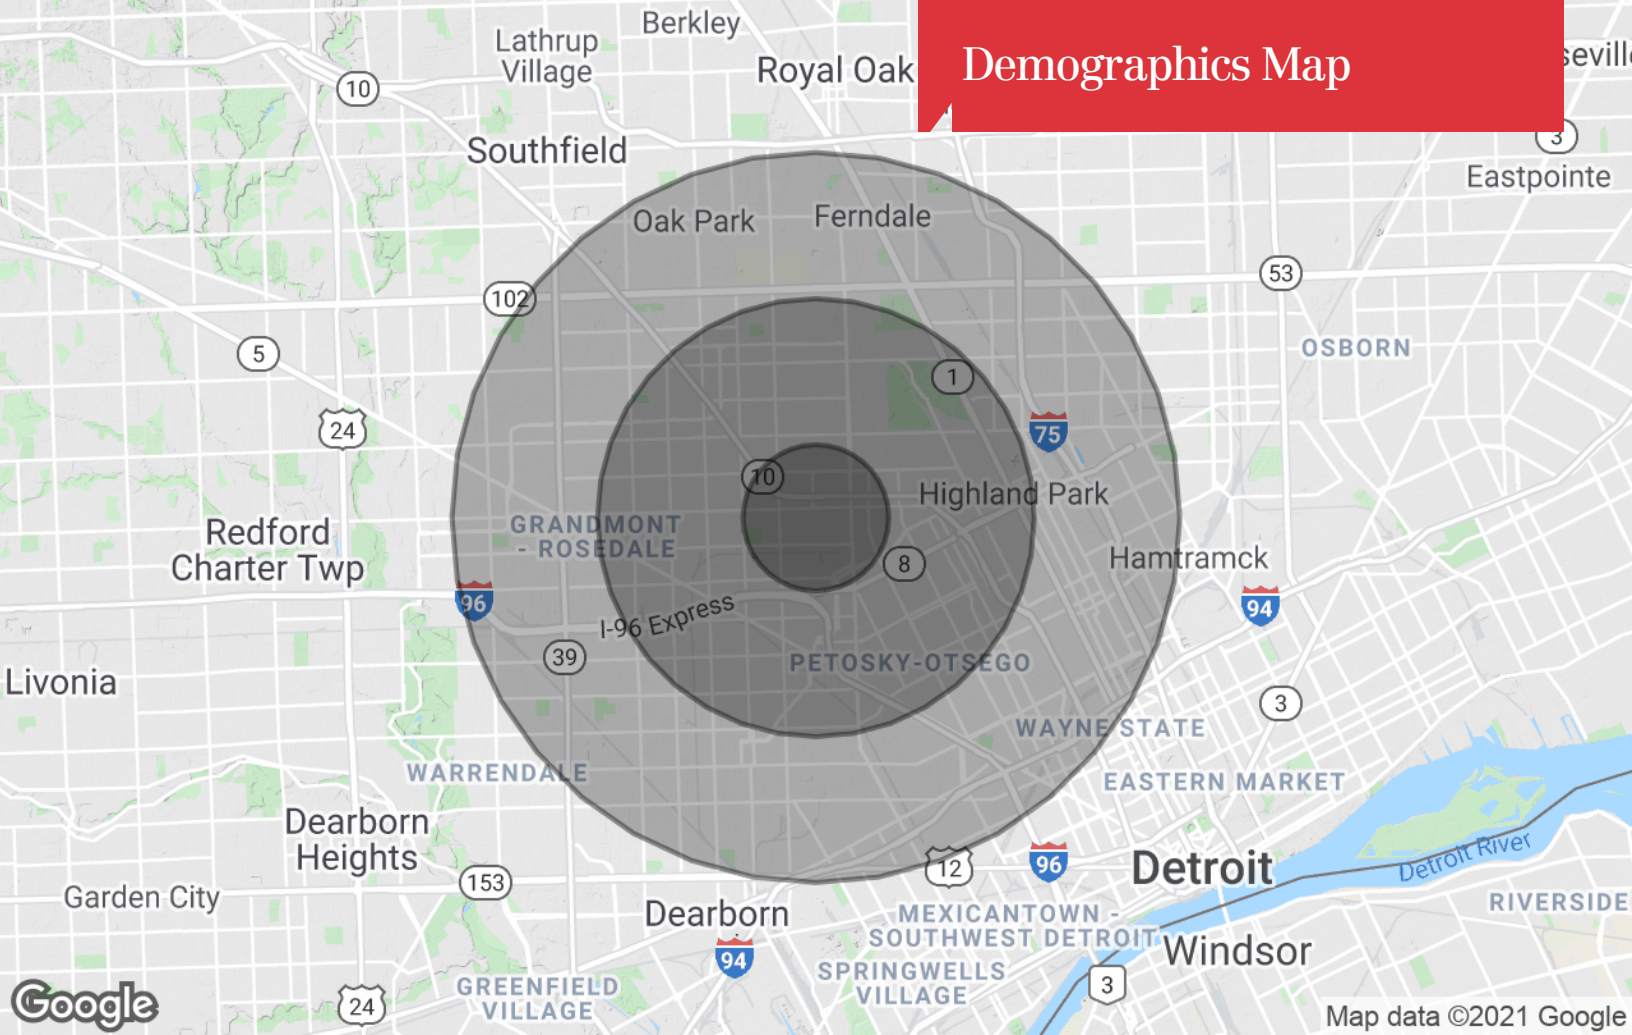 Demographics Map
Berkley
Lathrup
Village
Royal Oak
10
3
Southfield
Eastpointe
Oak Park
Ferndale
53
102
OSBORN
5
1
24
75
10
Highland Park
GRANDMONT
- ROSEDALE
Redford
Charter Twp
Hamtramck
8
96
94
I-96 Express
39
PETOSKY-OTSEGO
Livonia
3
WAYNE STATE
WARRENDALE
EASTERN MARKET
Dearborn
Heights
Detroit River
12
96
Detroit
153
Garden City
RIVERSIDE
Dearborn
MEXICANTOWN -
SOUTHWEST DETROIT
Windsor
94
SPRINGWELLS
VILLAGE
3
GREENFIELD
VILLAGE
24
Google
Map data ©2021 Google